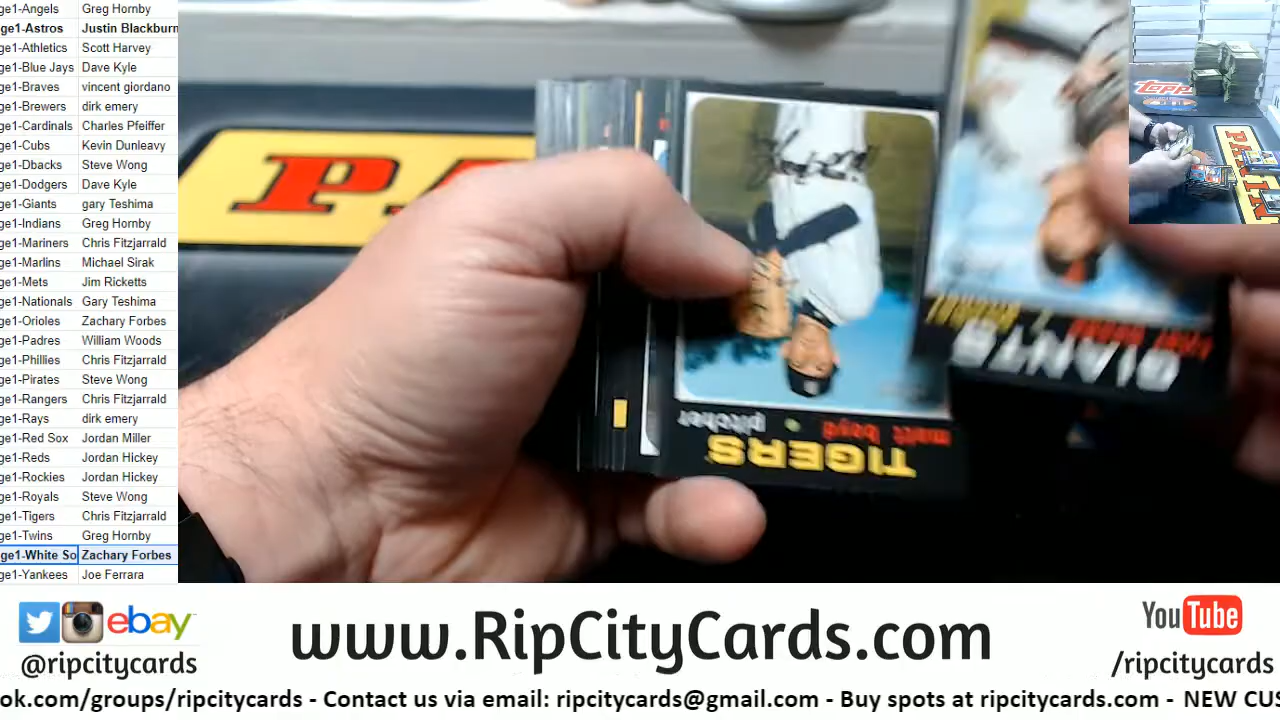 ge1-Angels Greg Hornby
ge1-Astros Justin Blackburn
ge1-Athletics Scott Harvey
ge1-Blue Jays Dave Kyle
ge1-Braves vincent giordano
ge1-Brewers dirk emery
ge1-Cardinals Charles Pfeiffer
ge1-Cubs Kevin Dunleavy
ge1-Dbacks Steve Wong
ge1-Dodgers Dave Kyle
ge1-Giants gary Teshima
ge1-Indians Greg Hornby
ge1-Mariners Chris Fitzjarrald
ge1-Marlins Michael Sirak
ge1-Mets Jim Ricketts
ge1-Nationals Gary Teshima
ge1-Orioles Zachary Forbes
ge1-Padres William Woods
ge1-Phillies Chris Fitzjarrald
ge1-Pirates Steve Wong
ge1-Rangers Chris Fitzjarrald
ge1-Rays dirk emery
ge1-Red Sox Jordan Miller
ge1-Reds Jordan Hickey
ge1-Rockies Jordan Hickey
ge1-Royals Steve Wong
ge1-Tigers Chris Fitzjarrald
ge1-Twins Greg Hornby
ge1-White So Zachary Forbes
ge1-Yankees Joe Ferrara
TIGERS
matt boyd • pitcher
GIANTS
TOPPS
ebay
@ripcitycards
www.RipCityCards.com
YouTube
/ripcitycards
ok.com/groups/ripcitycards - Contact us via email: ripcitycards@gmail.com - Buy spots at ripcitycards.com - NEW CUS